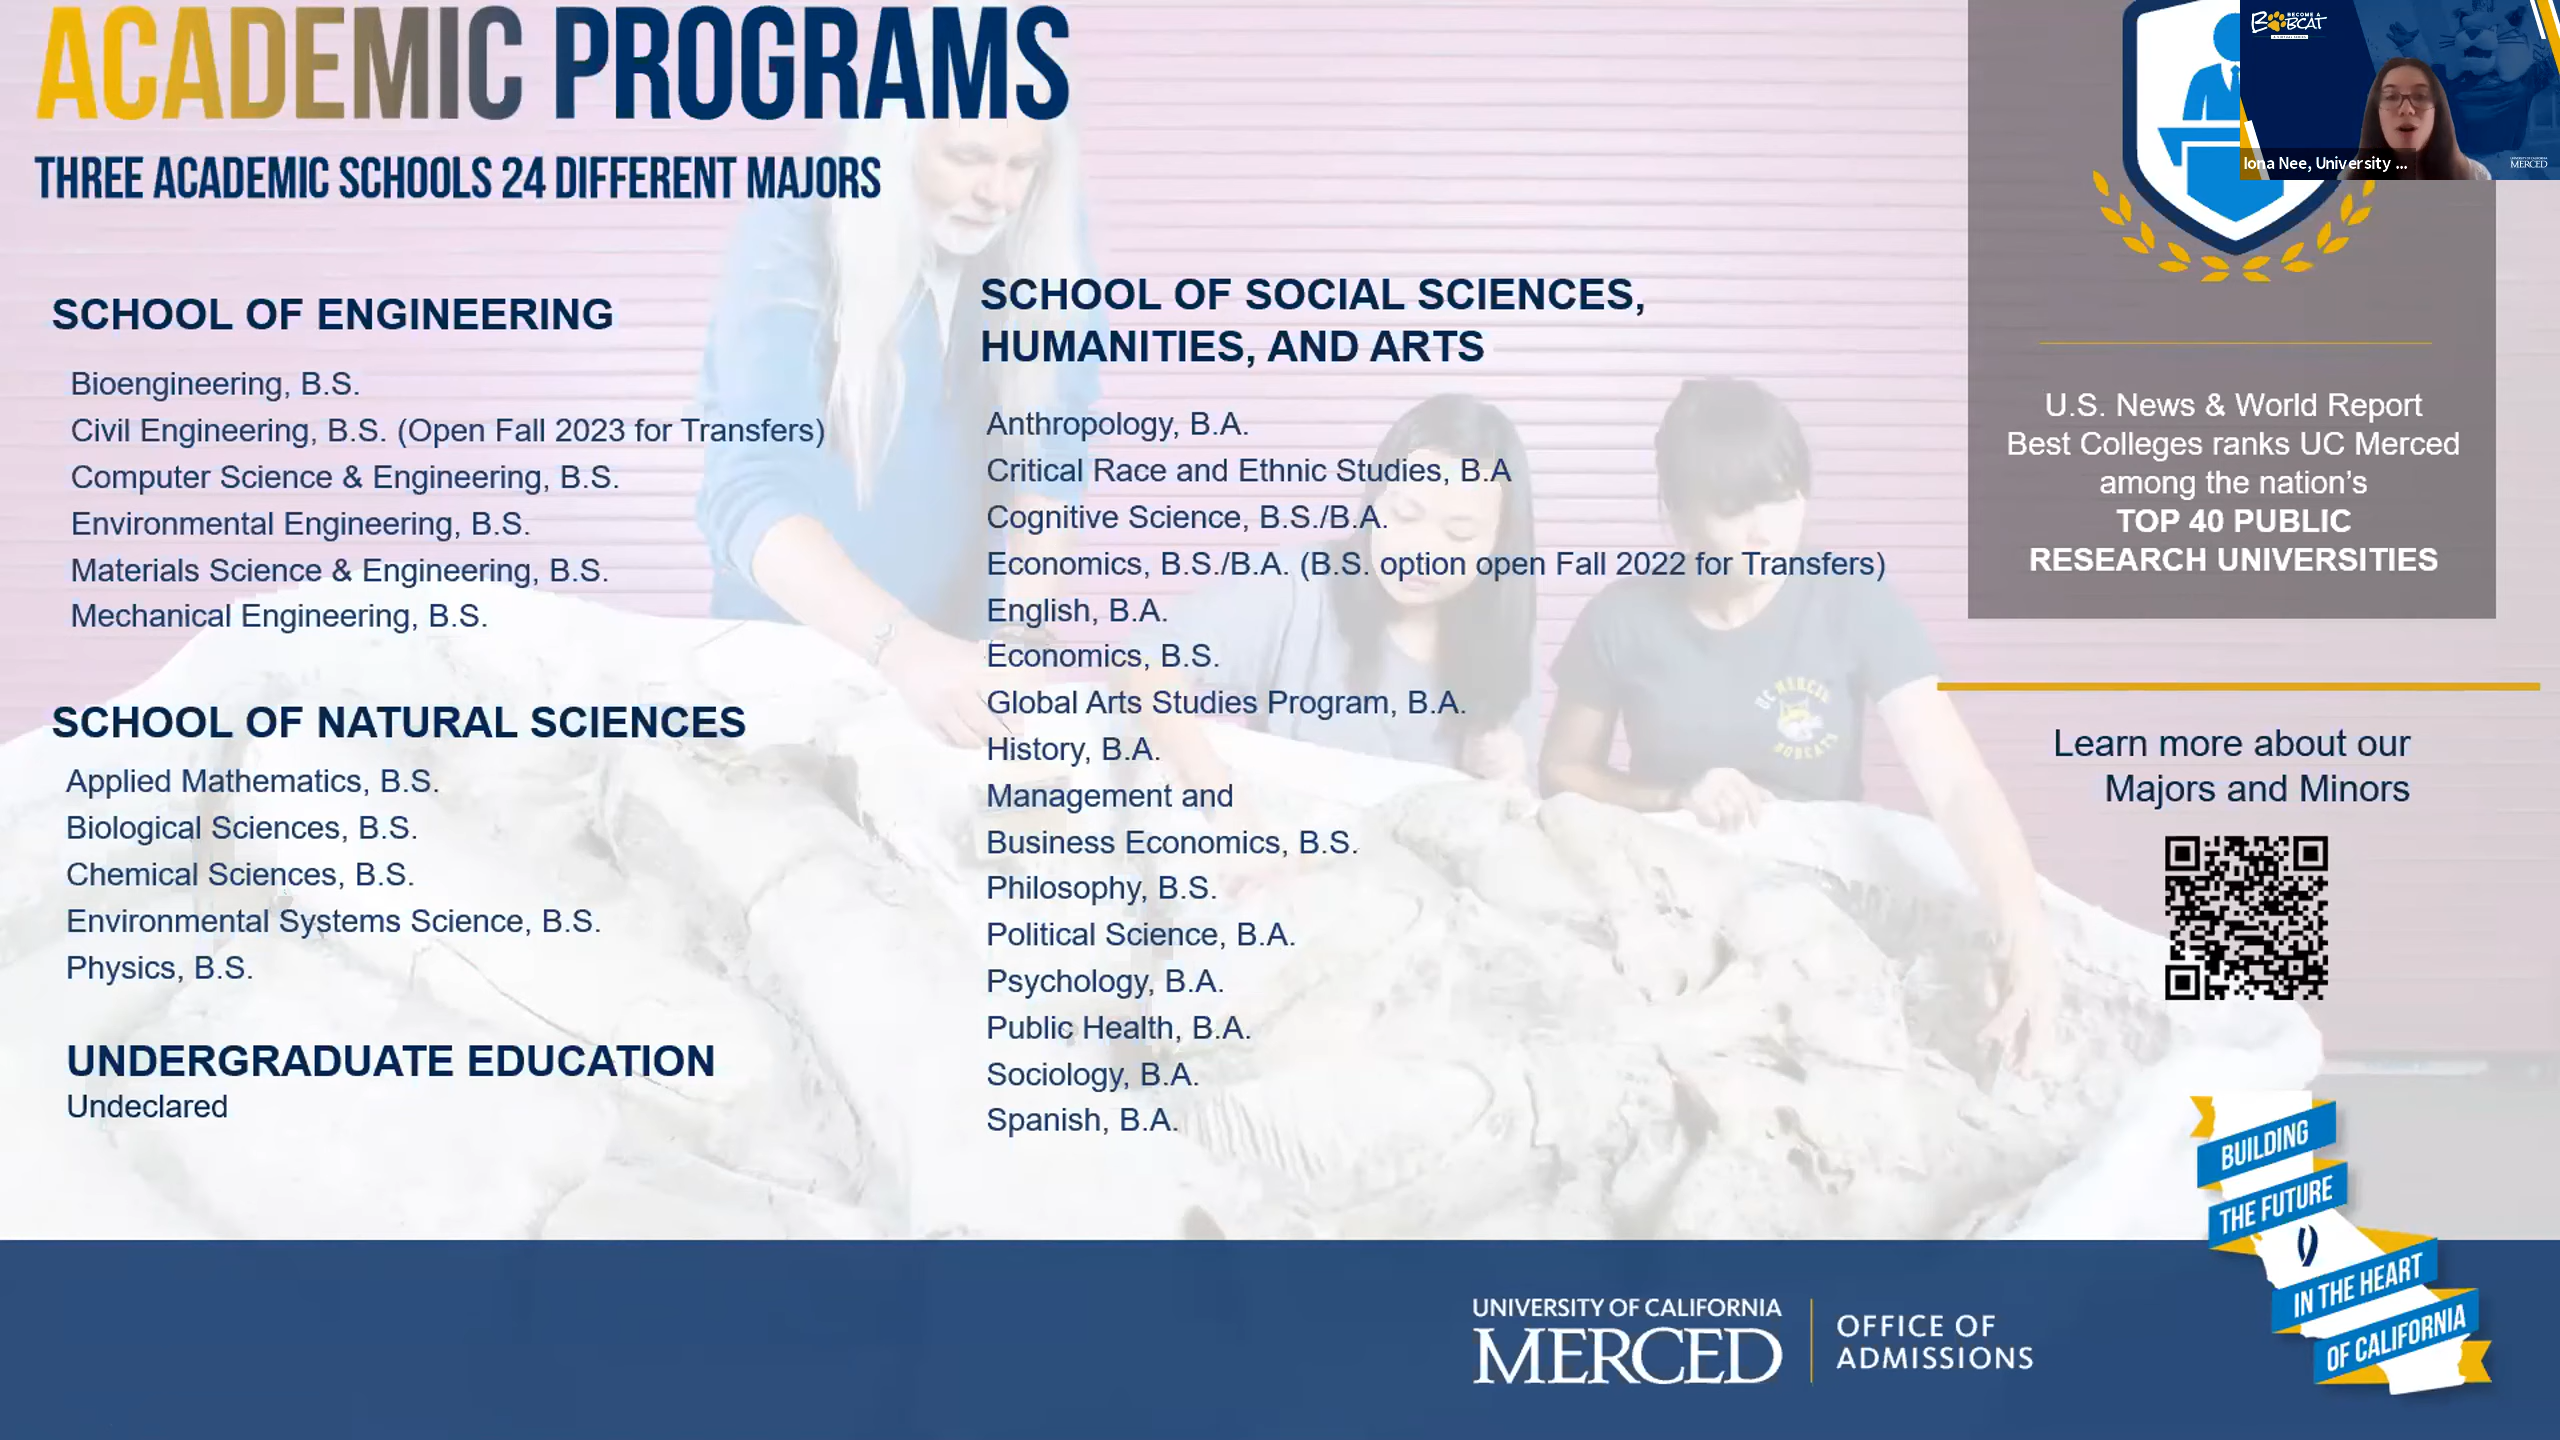 ACADEMIC PROGRAMS
THREE ACADEMIC SCHOOLS 24 DIFFERENT MAJORS
SCHOOL OF ENGINEERING
Bioengineering, B.S.
Civil Engineering, B.S. (Open Fall 2023 for Transfers)
Computer Science & Engineering, B.S.
Environmental Engineering, B.S.
Materials Science & Engineering, B.S.
Mechanical Engineering, B.S.
SCHOOL OF NATURAL SCIENCES
Applied Mathematics, B.S.
Biological Sciences, B.S.
Chemical Sciences, B.S.
Environmental Systems Science, B.S.
Physics, B.S.
UNDERGRADUATE EDUCATION
Undeclared
SCHOOL OF SOCIAL SCIENCES,
HUMANITIES, AND ARTS
Anthropology, B.A.
Critical Race and Ethnic Studies, B.A
Cognitive Science, B.S./B.A.
Economics, B.S./B.A. (B.S. option open Fall 2022 for Transfers)
English, B.A.
Economics, B.S.
Global Arts Studies Program, B.A.
History, B.A.
Management and
Business Economics, B.S.
Philosophy, B.S.
Political Science, B.A.
Psychology, B.A.
Public Health, B.A.
Sociology, B.A.
Spanish, B.A.
UC MERCED
BOBCATS
BECOME A
BOBCAT
Iona Nee, University ...
MERCED
U.S. News & World Report
Best Colleges ranks UC Merced
among the nation's
TOP 40 PUBLIC
RESEARCH UNIVERSITIES
Learn more about our
Majors and Minors
BUILDING
THE FUTURE
IN THE HEART
OF CALIFORNIA
UNIVERSITY OF CALIFORNIA
MERCED
OFFICE OF
ADMISSIONS